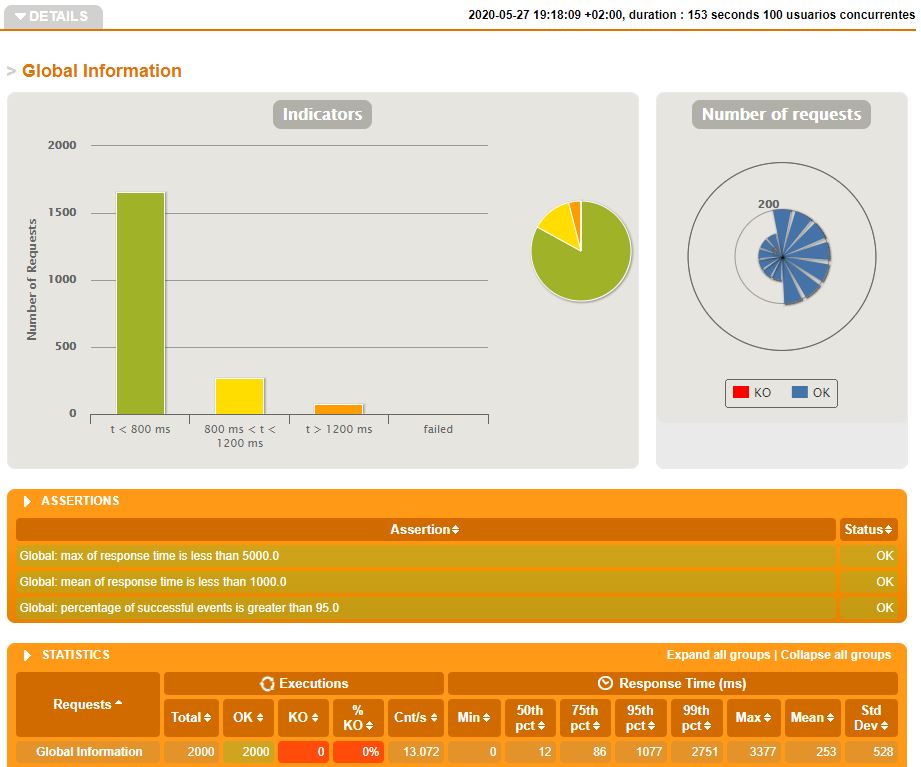 DETAILS
2020-05-27 19:18:09 +02:00, duration : 153 seconds 100 usuarios concurrentes
> Global Information
Indicators
Number of Requests
2000
1500
1000
500
0
t < 800 ms
800 ms < t <
1200 ms
t > 1200 ms
failed
Number of requests
200
KO
OK
ASSERTIONS
Assertion Status
Global: max of response time is less than 5000.0 OK
Global: mean of response time is less than 1000.0 OK
Global: percentage of successful events is greater than 95.0 OK
STATISTICS Expand all groups | Collapse all groups
Requests
Executions
Response Time (ms)
Total OK KO % KO Cnt/s Min 50th pct 75th pct 95th pct 99th pct Max Mean Std Dev
Global Information 2000 2000 0 0% 13.072 0 12 86 1077 2751 3377 253 528